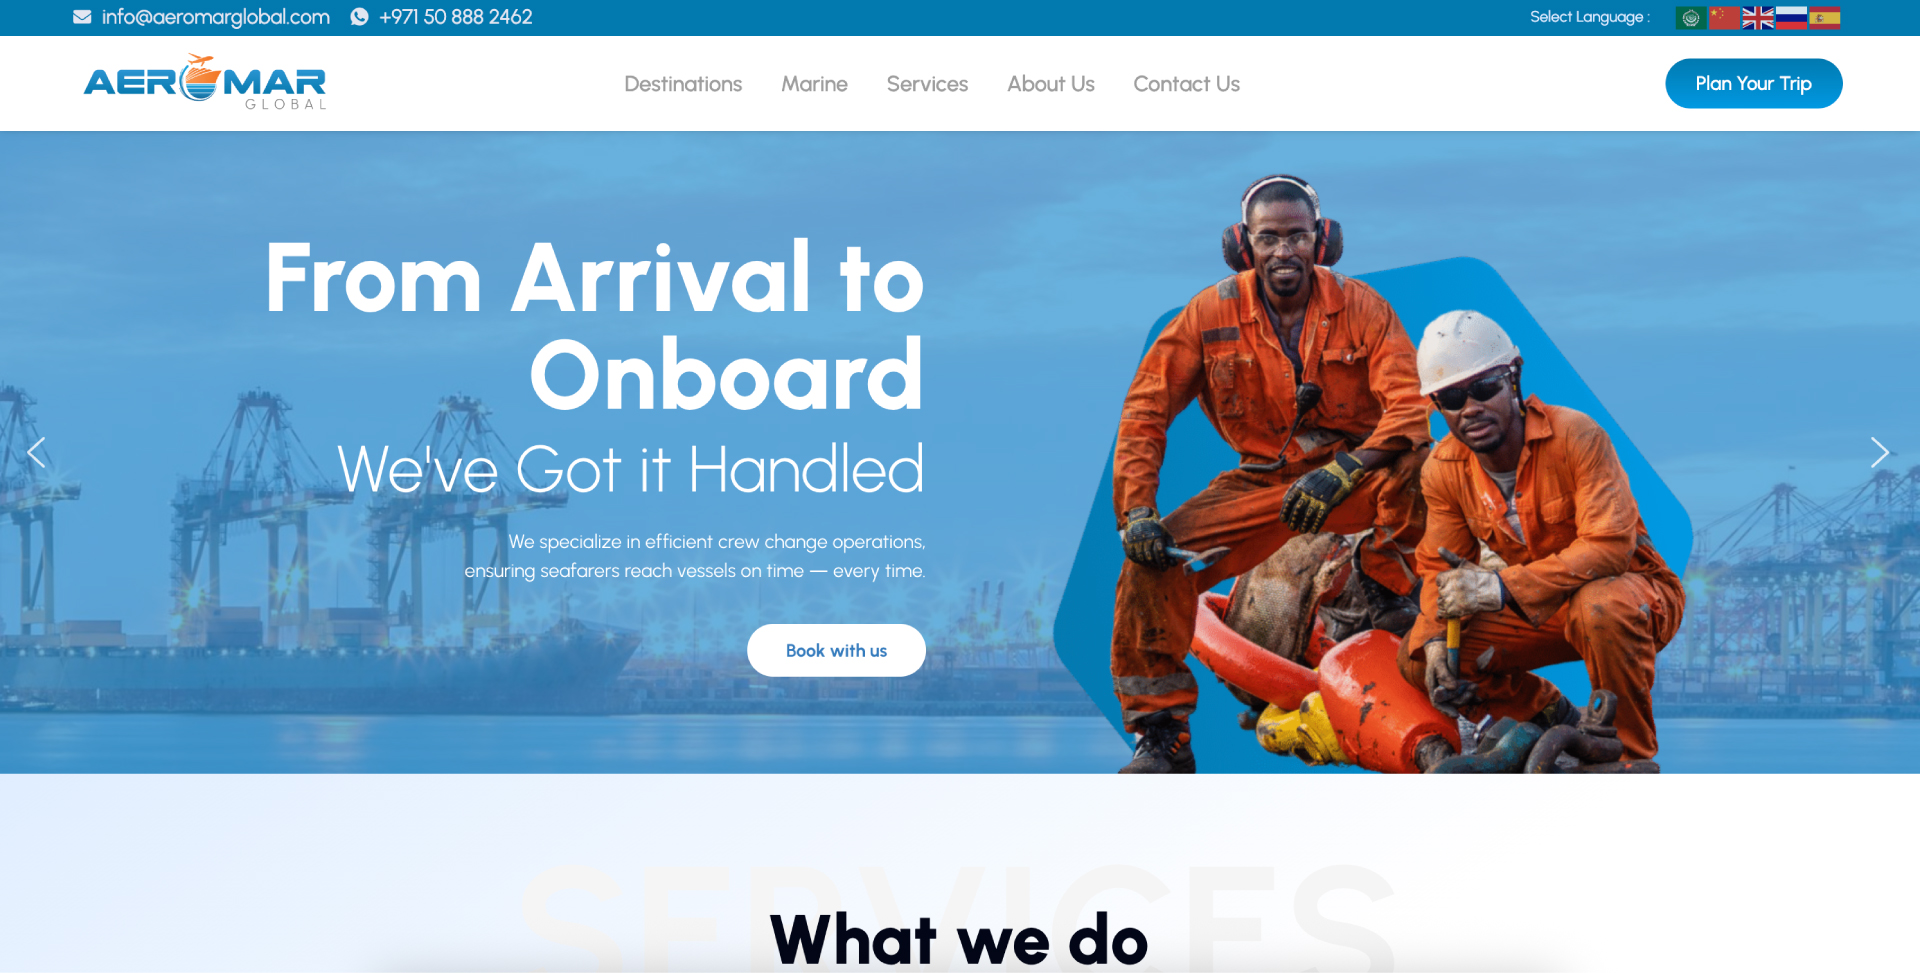 info@aeromarglobal.com +971 50 888 2462 Select Language :
AEROMAR
GLOBAL
Destinations Marine Services About Us Contact Us Plan Your Trip
From Arrival to
Onboard
We've Got it Handled
We specialize in efficient crew change operations,
ensuring seafarers reach vessels on time — every time.
Book with us
SERVICES
What we do